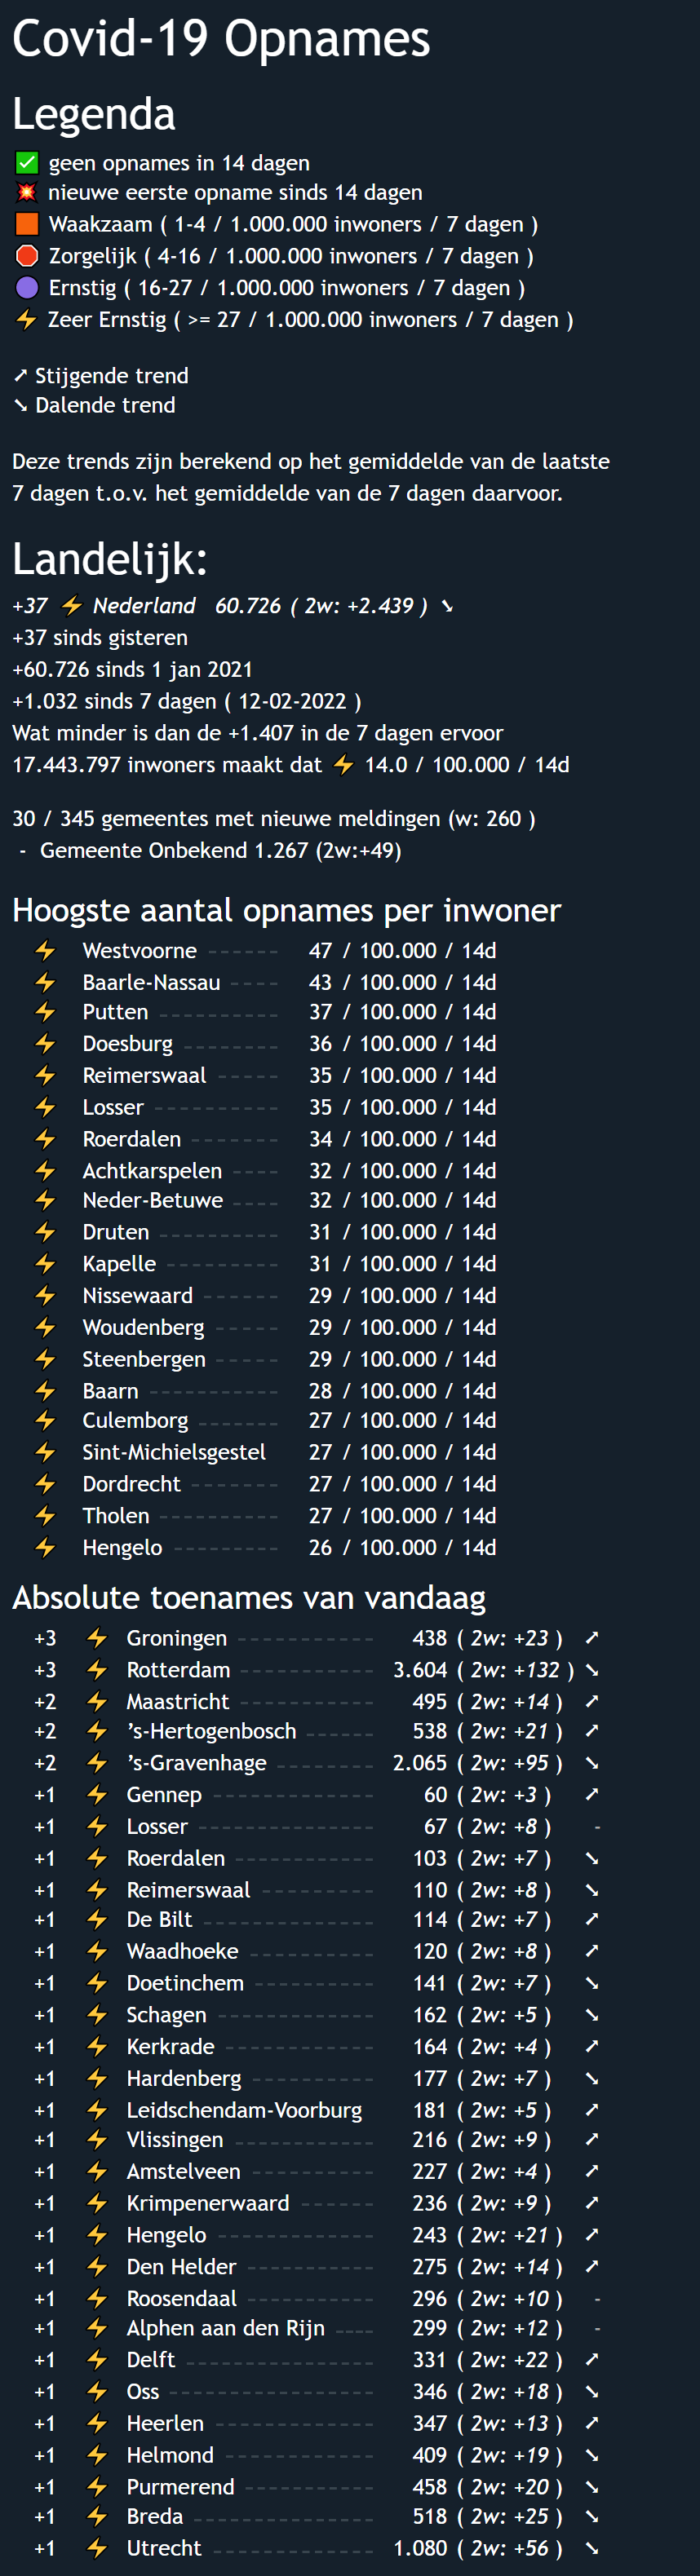 Covid-19 Opnames
Legenda
✅ geen opnames in 14 dagen
💥 nieuwe eerste opname sinds 14 dagen
🟧 Waakzaam ( 1-4 / 1.000.000 inwoners / 7 dagen )
🛑 Zorgelijk ( 4-16 / 1.000.000 inwoners / 7 dagen )
🟣 Ernstig ( 16-27 / 1.000.000 inwoners / 7 dagen )
⚡ Zeer Ernstig ( >= 27 / 1.000.000 inwoners / 7 dagen )
➚ Stijgende trend
➘ Dalende trend
Deze trends zijn berekend op het gemiddelde van de laatste
7 dagen t.o.v. het gemiddelde van de 7 dagen daarvoor.
Landelijk:
+37 ⚡ Nederland 60.726 ( 2w: +2.439 ) ➘
+37 sinds gisteren
+60.726 sinds 1 jan 2021
+1.032 sinds 7 dagen ( 12-02-2022 )
Wat minder is dan de +1.407 in de 7 dagen ervoor
17.443.797 inwoners maakt dat ⚡ 14.0 / 100.000 / 14d
30 / 345 gemeentes met nieuwe meldingen (w: 260 )
- Gemeente Onbekend 1.267 (2w:+49)
Hoogste aantal opnames per inwoner
⚡ Westvoorne ------ 47 / 100.000 / 14d
⚡ Baarle-Nassau ---- 43 / 100.000 / 14d
⚡ Putten ---------- 37 / 100.000 / 14d
⚡ Doesburg -------- 36 / 100.000 / 14d
⚡ Reimerswaal ----- 35 / 100.000 / 14d
⚡ Losser ---------- 35 / 100.000 / 14d
⚡ Roerdalen ------- 34 / 100.000 / 14d
⚡ Achtkarspelen ---- 32 / 100.000 / 14d
⚡ Neder-Betuwe ---- 32 / 100.000 / 14d
⚡ Druten ---------- 31 / 100.000 / 14d
⚡ Kapelle --------- 31 / 100.000 / 14d
⚡ Nissewaard ------ 29 / 100.000 / 14d
⚡ Woudenberg ----- 29 / 100.000 / 14d
⚡ Steenbergen ----- 29 / 100.000 / 14d
⚡ Baarn ----------- 28 / 100.000 / 14d
⚡ Culemborg ------- 27 / 100.000 / 14d
⚡ Sint-Michielsgestel 27 / 100.000 / 14d
⚡ Dordrecht ------- 27 / 100.000 / 14d
⚡ Tholen ---------- 27 / 100.000 / 14d
⚡ Hengelo --------- 26 / 100.000 / 14d
Absolute toenames van vandaag
+3 ⚡ Groningen ------------ 438 ( 2w: +23 ) ➚
+3 ⚡ Rotterdam ------------ 3.604 ( 2w: +132 ) ➘
+2 ⚡ Maastricht ------------ 495 ( 2w: +14 ) ➚
+2 ⚡ ’s-Hertogenbosch ------ 538 ( 2w: +21 ) ➚
+2 ⚡ ’s-Gravenhage --------- 2.065 ( 2w: +95 ) ➘
+1 ⚡ Gennep -------------- 60 ( 2w: +3 ) ➚
+1 ⚡ Losser ---------------- 67 ( 2w: +8 ) -
+1 ⚡ Roerdalen ------------ 103 ( 2w: +7 ) ➘
+1 ⚡ Reimerswaal ---------- 110 ( 2w: +8 ) ➘
+1 ⚡ De Bilt --------------- 114 ( 2w: +7 ) ➚
+1 ⚡ Waadhoeke ----------- 120 ( 2w: +8 ) ➚
+1 ⚡ Doetinchem ----------- 141 ( 2w: +7 ) ➘
+1 ⚡ Schagen -------------- 162 ( 2w: +5 ) ➘
+1 ⚡ Kerkrade ------------- 164 ( 2w: +4 ) ➚
+1 ⚡ Hardenberg ----------- 177 ( 2w: +7 ) ➘
+1 ⚡ Leidschendam-Voorburg 181 ( 2w: +5 ) ➚
+1 ⚡ Vlissingen ------------ 216 ( 2w: +9 ) ➚
+1 ⚡ Amstelveen ----------- 227 ( 2w: +4 ) ➚
+1 ⚡ Krimpenerwaard ------ 236 ( 2w: +9 ) ➚
+1 ⚡ Hengelo -------------- 243 ( 2w: +21 ) ➚
+1 ⚡ Den Helder ----------- 275 ( 2w: +14 ) ➚
+1 ⚡ Roosendaal ----------- 296 ( 2w: +10 ) -
+1 ⚡ Alphen aan den Rijn ---- 299 ( 2w: +12 ) -
+1 ⚡ Delft ----------------- 331 ( 2w: +22 ) ➚
+1 ⚡ Oss ------------------ 346 ( 2w: +18 ) ➘
+1 ⚡ Heerlen -------------- 347 ( 2w: +13 ) ➚
+1 ⚡ Helmond ------------- 409 ( 2w: +19 ) ➘
+1 ⚡ Purmerend ------------ 458 ( 2w: +20 ) ➘
+1 ⚡ Breda ---------------- 518 ( 2w: +25 ) ➘
+1 ⚡ Utrecht --------------- 1.080 ( 2w: +56 ) ➘